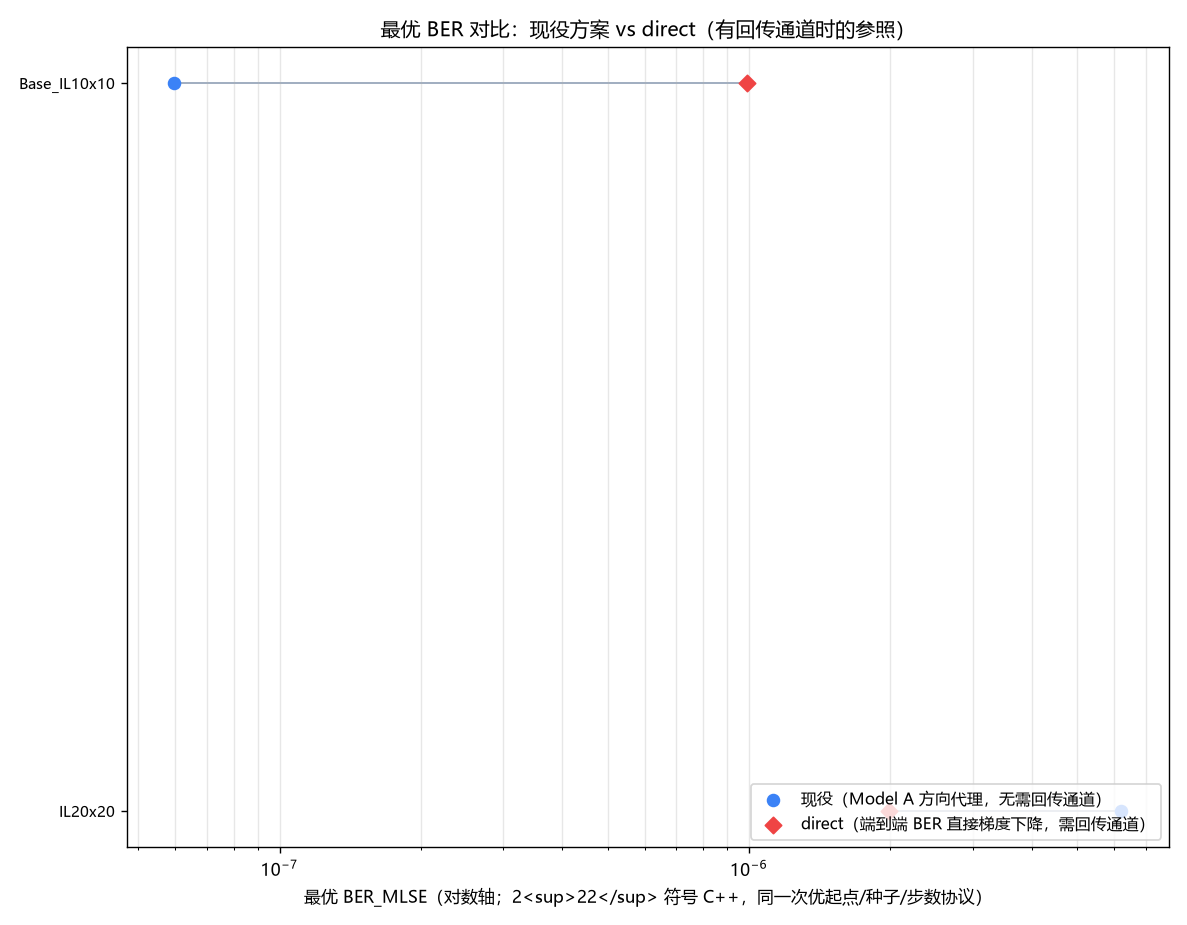 最优 BER 对比：现役方案 vs direct（有回传通道时的参照）
Base_IL10x10
IL20x20
现役（Model A 方向代理，无需回传通道）
direct（端到端 BER 直接梯度下降，需回传通道）
10⁻⁷
10⁻⁶
最优 BER_MLSE（对数轴；2<sup>22</sup> 符号 C++，同一次优起点/种子/步数协议）